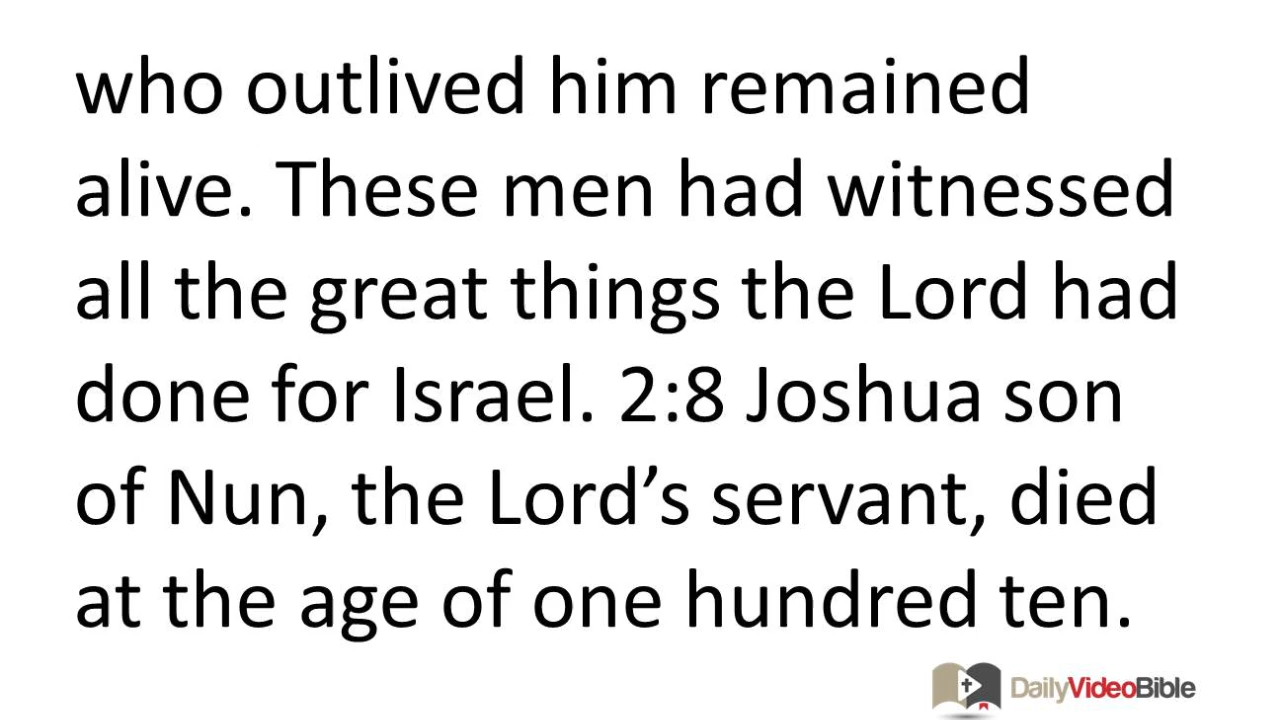 who outlived him remained
alive. These men had witnessed
all the great things the Lord had
done for Israel. 2:8 Joshua son
of Nun, the Lord’s servant, died
at the age of one hundred ten.
DailyVideoBible